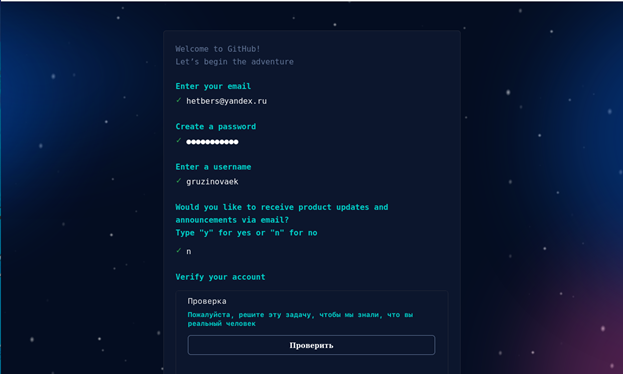 Welcome to GitHub!
Let’s begin the adventure
Enter your email
✓ hetbers@yandex.ru
Create a password
✓ ●●●●●●●●●●●
Enter a username
✓ gruzinovaek
Would you like to receive product updates and
announcements via email?
Type "y" for yes or "n" for no
✓ n
Verify your account
Проверка
Пожалуйста, решите эту задачу, чтобы мы знали, что вы
реальный человек
Проверить